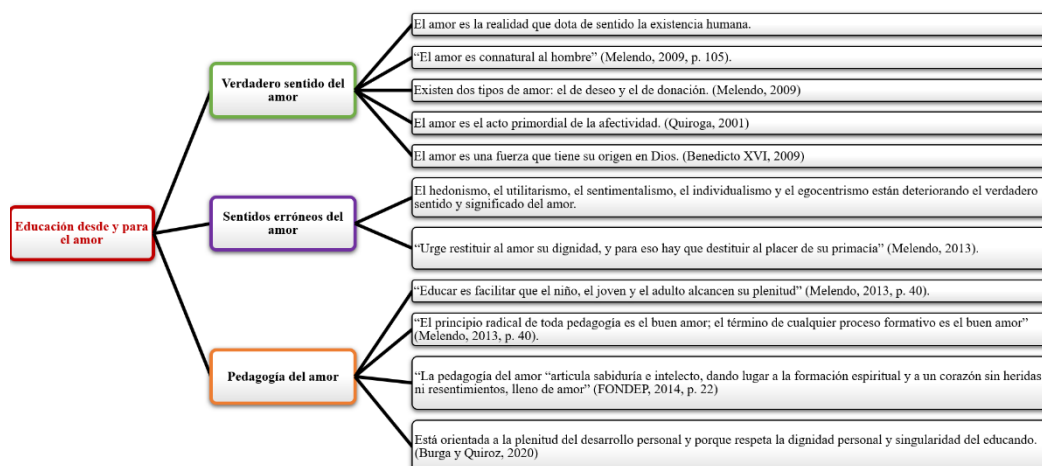 Educación desde y para
el amor
Verdadero sentido del
amor
El amor es la realidad que dota de sentido la existencia humana.
“El amor es connatural al hombre” (Melendo, 2009, p. 105).
Existen dos tipos de amor: el de deseo y el de donación. (Melendo, 2009)
El amor es el acto primordial de la afectividad. (Quiroga, 2001)
El amor es una fuerza que tiene su origen en Dios. (Benedicto XVI, 2009)
Sentidos erróneos del
amor
El hedonismo, el utilitarismo, el sentimentalismo, el individualismo y el egocentrismo están deteriorando el verdadero
sentido y significado del amor.
“Urge restituir al amor su dignidad, y para eso hay que destituir al placer de su primacía” (Melendo, 2013).
Pedagogía del amor
“Educar es facilitar que el niño, el joven y el adulto alcancen su plenitud” (Melendo, 2013, p. 40).
“El principio radical de toda pedagogía es el buen amor; el término de cualquier proceso formativo es el buen amor”
(Melendo, 2013, p. 40).
“La pedagogía del amor “articula sabiduría e intelecto, dando lugar a la formación espiritual y a un corazón sin heridas
ni resentimientos, lleno de amor” (FONDEP, 2014, p. 22)
Está orientada a la plenitud del desarrollo personal y porque respeta la dignidad personal y singularidad del educando.
(Burga y Quiroz, 2020)